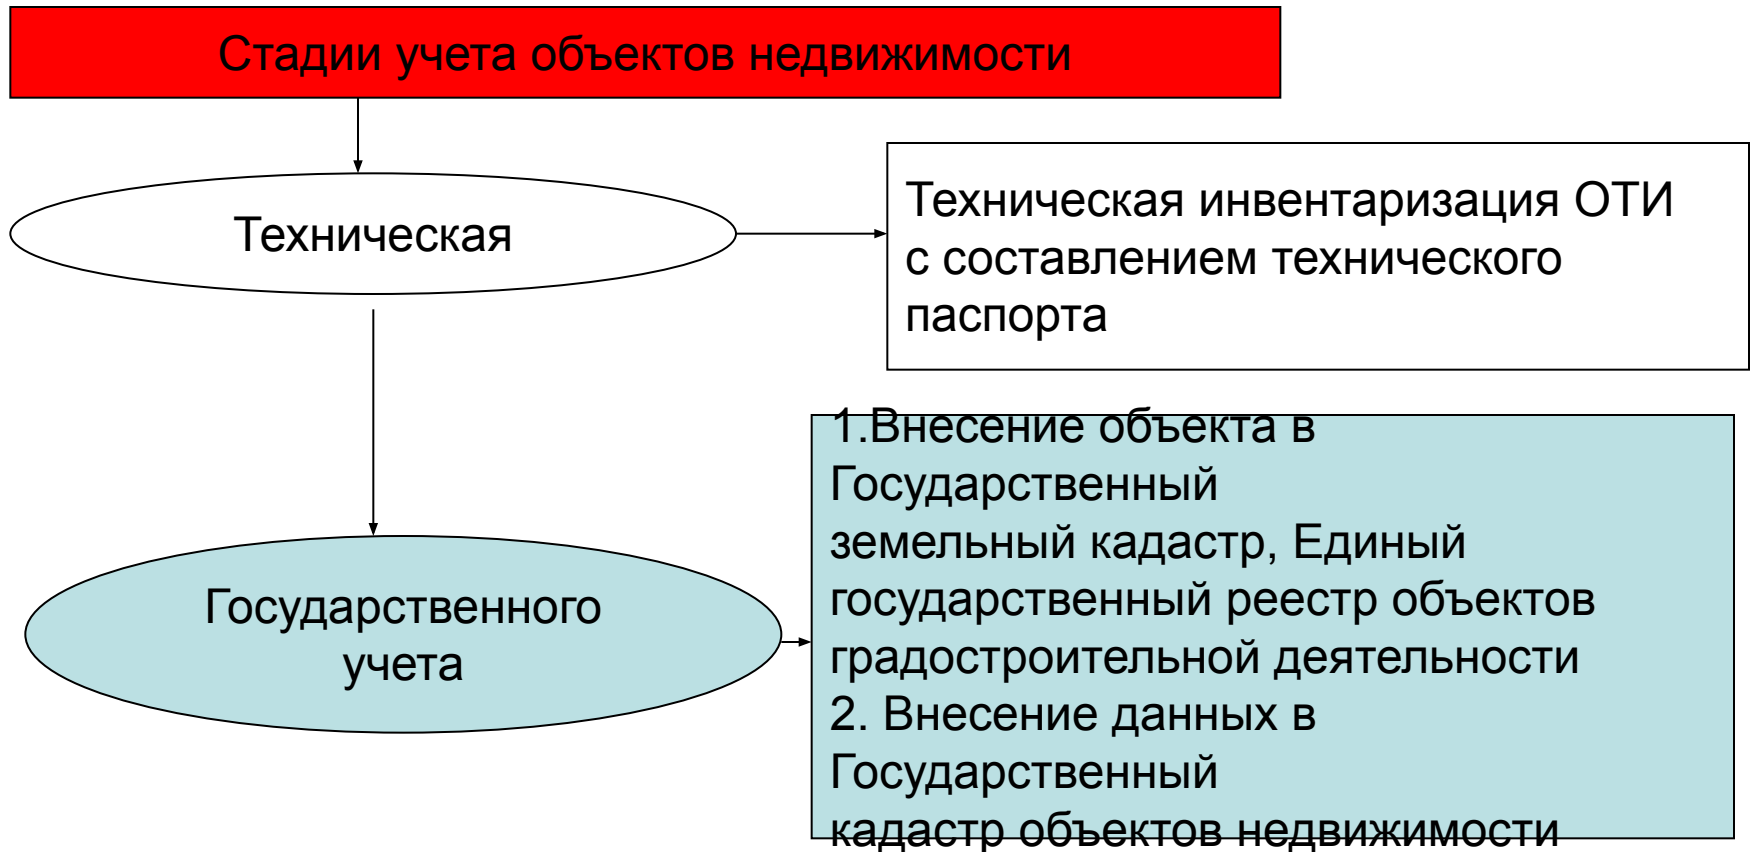 Стадии учета объектов недвижимости
Техническая
Техническая инвентаризация ОТИ
с составлением технического
паспорта
Государственного
учета
1.Внесение объекта в
Государственный
земельный кадастр, Единый
государственный реестр объектов
градостроительной деятельности
2. Внесение данных в
Государственный
кадастр объектов недвижимости